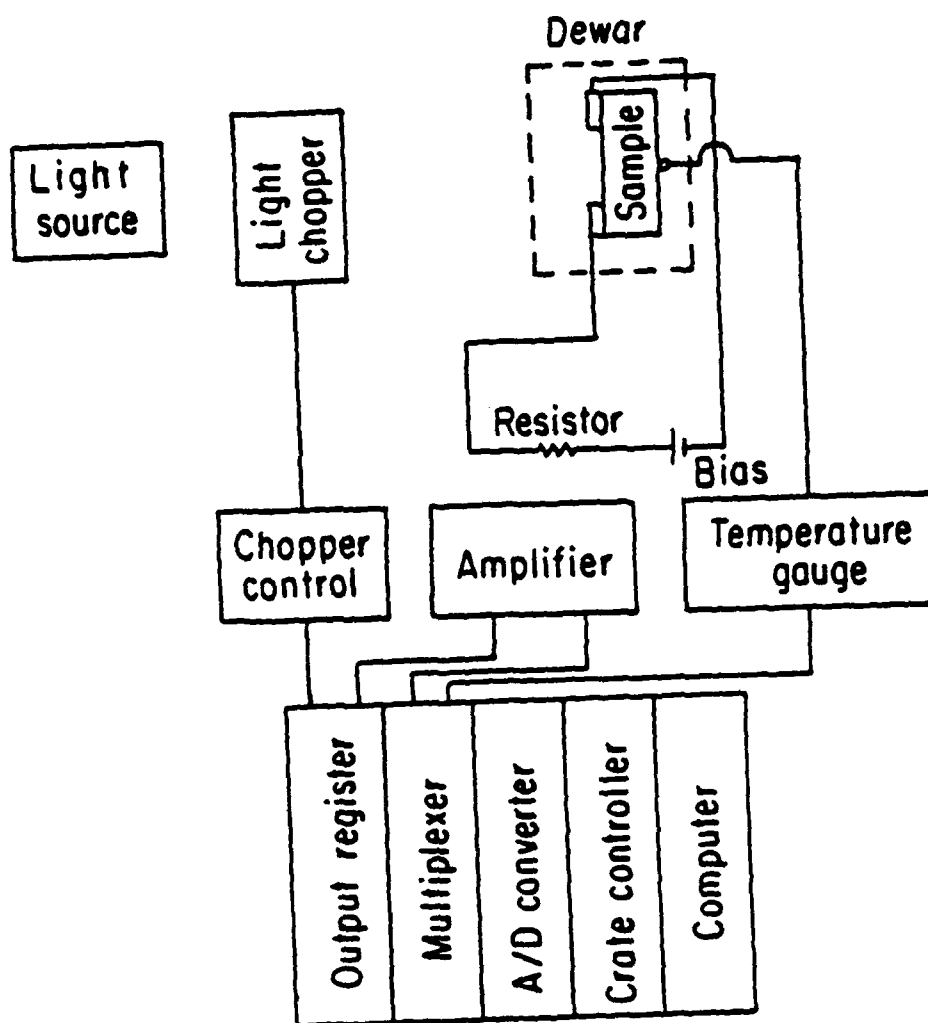 Dewar
Light
source
Light
chopper
Sample
Resistor
Bias
Chopper
control
Amplifier
Temperature
gauge
Output register
Multiplexer
A/D converter
Crate controller
Computer